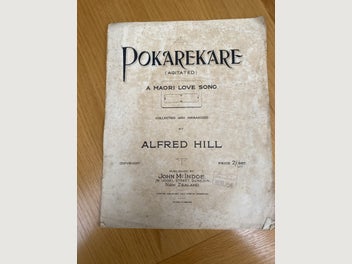 POKAREKARE
(AGITATED)
A MAORI LOVE SONG
COLLECTED AND ARRANGED
BY
ALFRED HILL
COPYRIGHT
PRICE 2/- NET
PUBLISHED BY
JOHN McINDOE
NEW ZEALAND